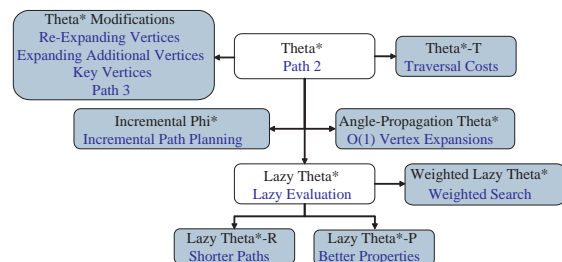 Theta* Modifications
Re-Expanding Vertices
Expanding Additional Vertices
Key Vertices
Path 3
Theta*
Path 2
Theta*-T
Traversal Costs
Incremental Phi*
Incremental Path Planning
Angle-Propagation Theta*
O(1) Vertex Expansions
Lazy Theta*
Lazy Evaluation
Weighted Lazy Theta*
Weighted Search
Lazy Theta*-R
Shorter Paths
Lazy Theta*-P
Better Properties